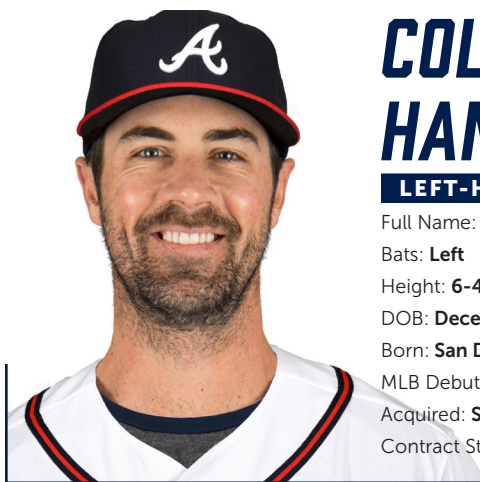 COL
HAN
LEFT-H
Full Name:
Bats: Left
Height: 6-4
DOB: Dece
Born: San D
MLB Debut
Acquired: S
Contract St
A